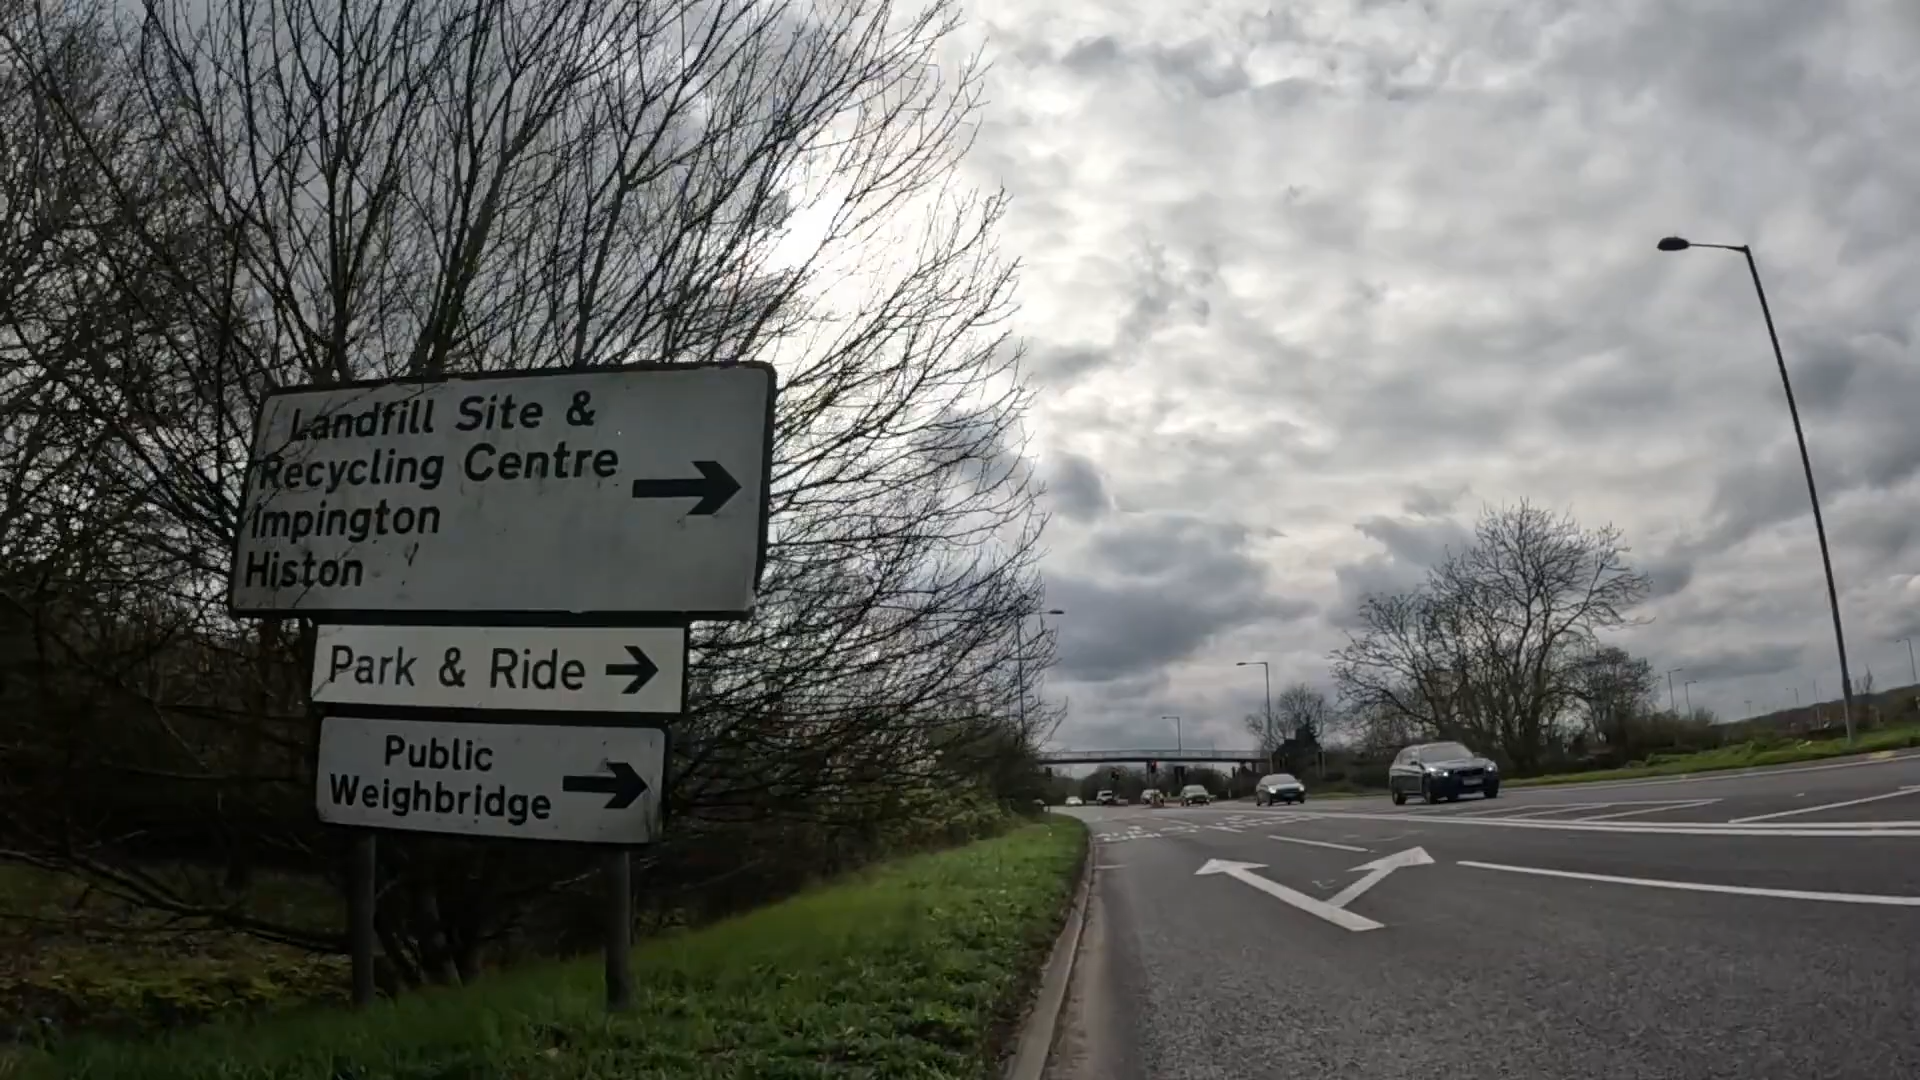 Landfill Site &
Recycling Centre
Impington
Histon
Park & Ride
Public
Weighbridge